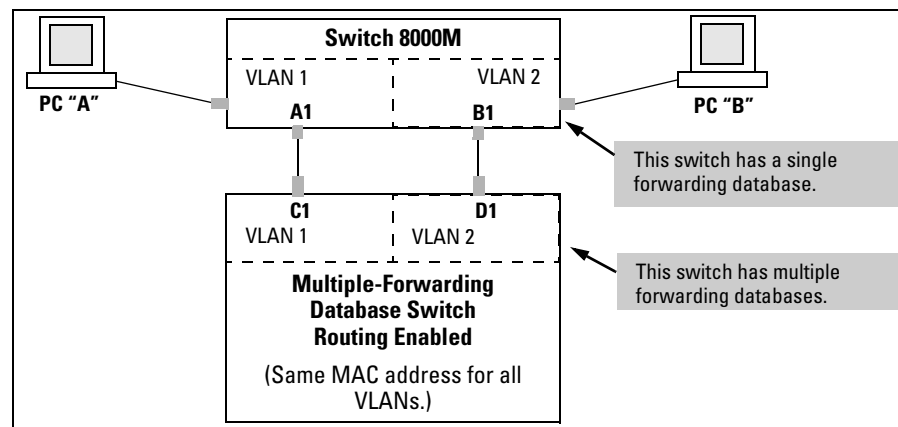 Switch 8000M
VLAN 1
VLAN 2
PC "A"
PC "B"
A1
B1
This switch has a single
forwarding database.
C1
D1
VLAN 1
VLAN 2
This switch has multiple
forwarding databases.
Multiple-Forwarding
Database Switch
Routing Enabled
(Same MAC address for all
VLANs.)